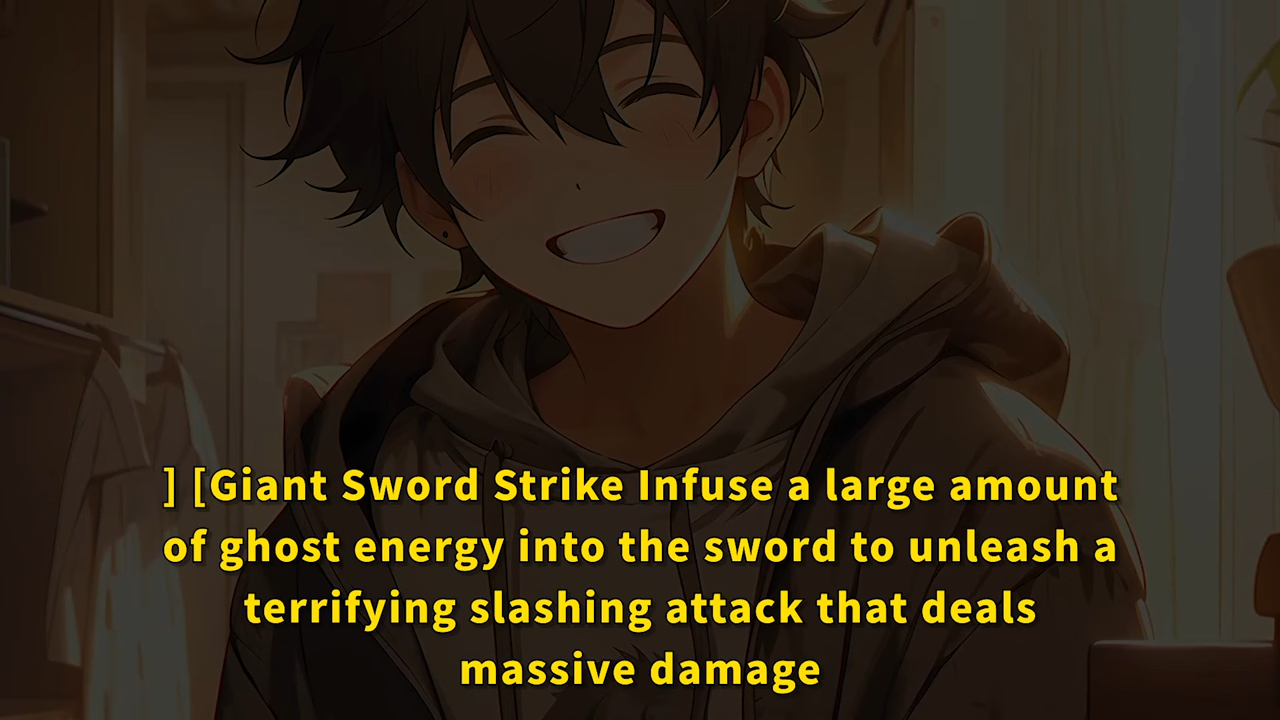 ] [Giant Sword Strike Infuse a large amount
of ghost energy into the sword to unleash a
terrifying slashing attack that deals
massive damage